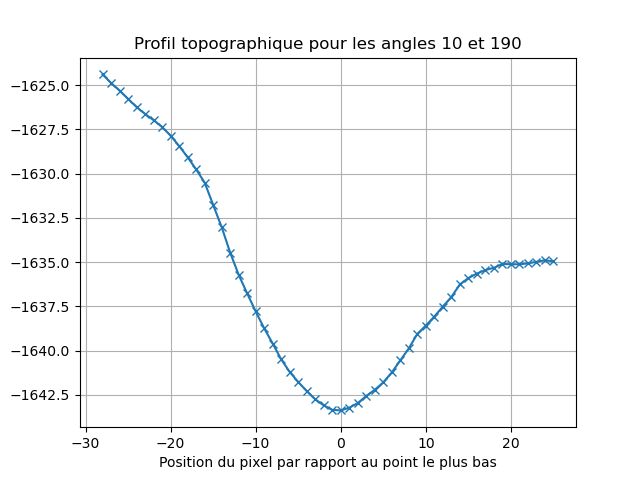 Profil topographique pour les angles 10 et 190
−1625.0
−1627.5
−1630.0
−1632.5
−1635.0
−1637.5
−1640.0
−1642.5
−30 −20 −10 0 10 20
Position du pixel par rapport au point le plus bas